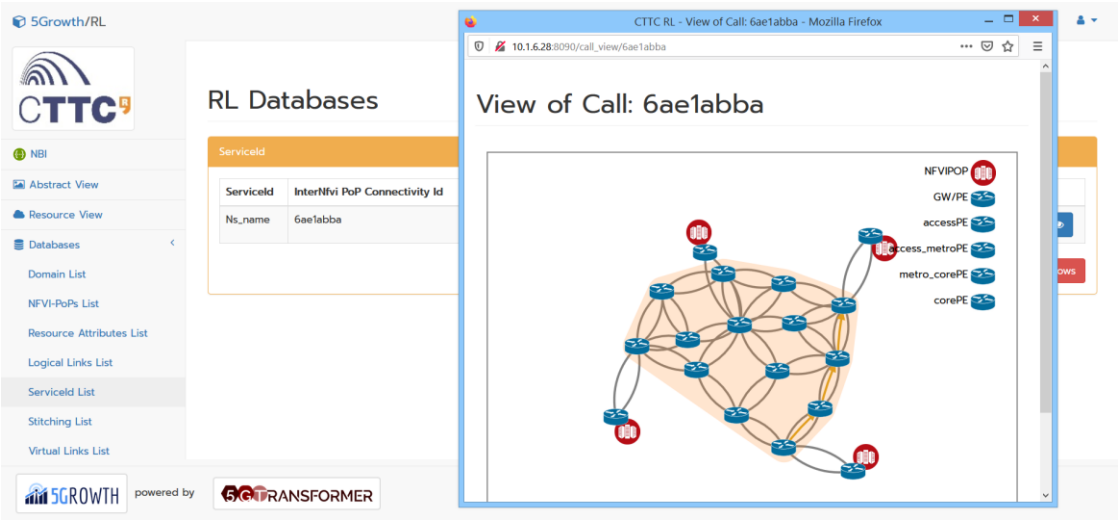 5Growth/RL
CTTC
NBI
Abstract View
Resource View
Databases
Domain List
NFVI-PoPs List
Resource Attributes List
Logical Links List
ServiceId List
Stitching List
Virtual Links List
RL Databases
ServiceId
ServiceId InterNfvi PoP Connectivity Id
Ns_name 6ae1abba
ows
CTTC RL - View of Call: 6ae1abba - Mozilla Firefox
10.1.6.28:8090/call_view/6ae1abba
View of Call: 6ae1abba
NFVIPOP
GW/PE
accessPE
access_metroPE
metro_corePE
corePE
5GROWTH
powered by
5GTRANSFORMER